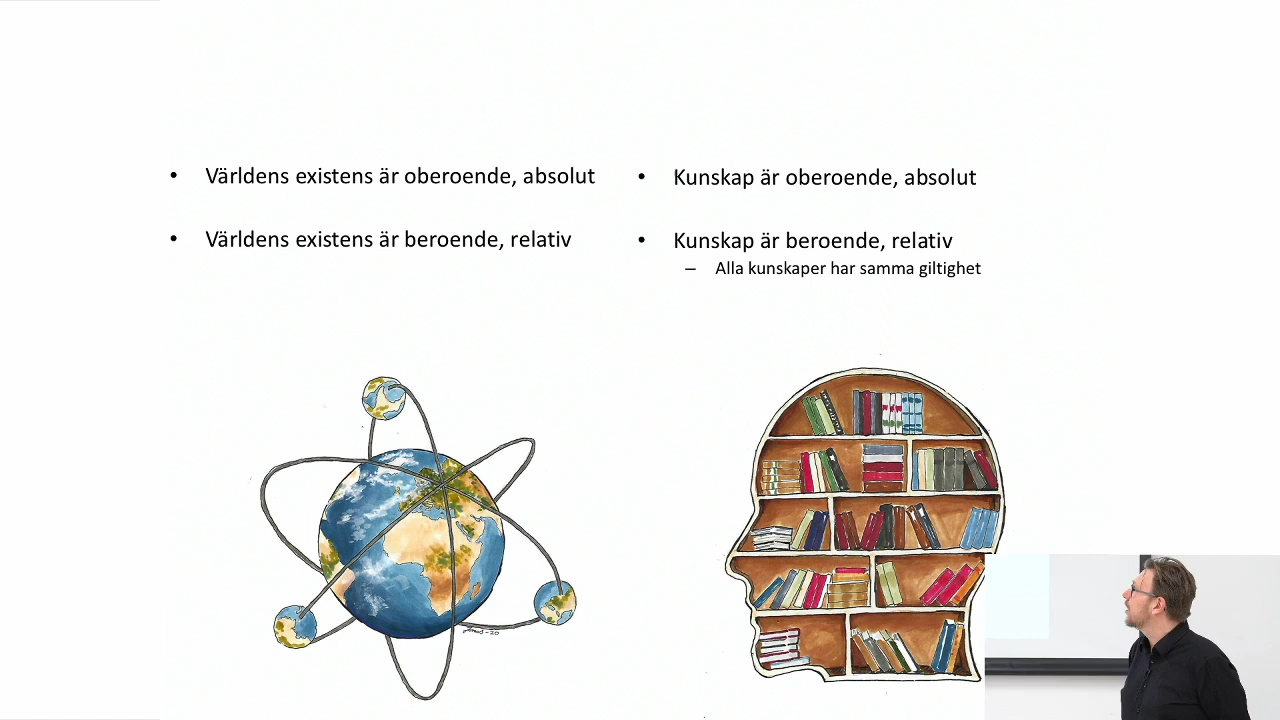 • Världens existens är oberoende, absolut
• Världens existens är beroende, relativ
• Kunskap är oberoende, absolut
• Kunskap är beroende, relativ
– Alla kunskaper har samma giltighet